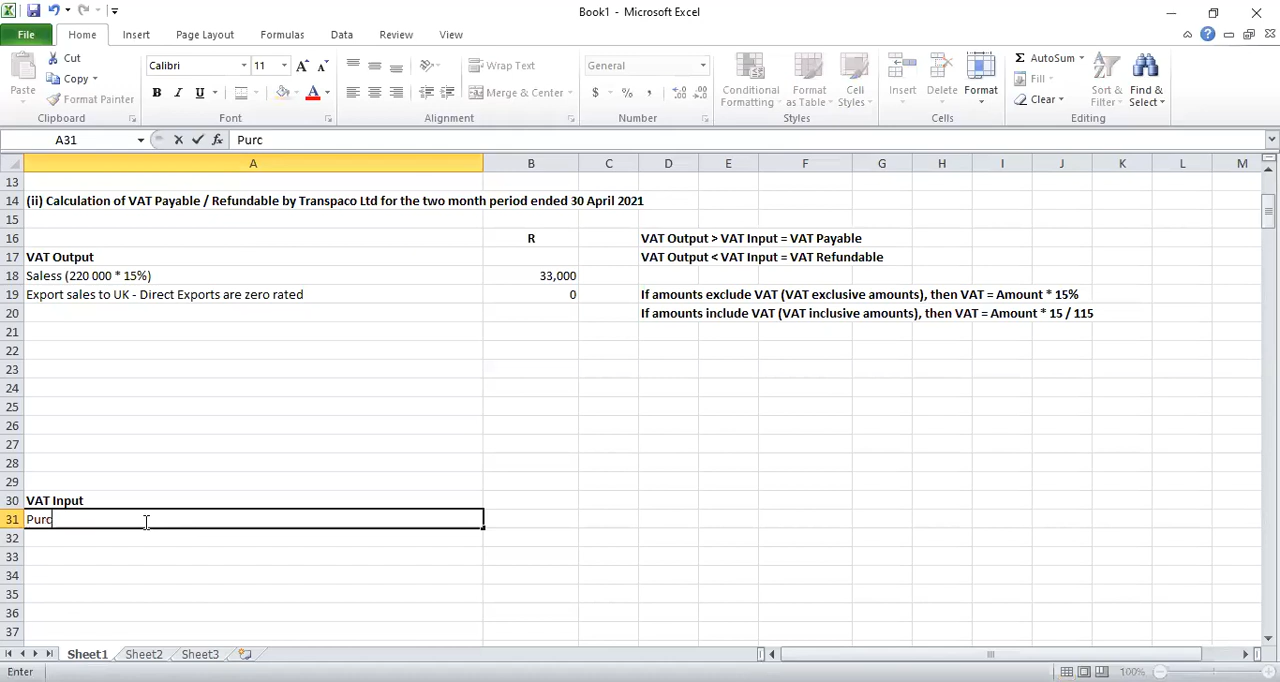 Book1 - Microsoft Excel
File Home Insert Page Layout Formulas Data Review View
Paste Cut Copy Format Painter Clipboard
Calibri 11 A A B I U A Font
Wrap Text Merge & Center Alignment
General $ % , .0 .00 .00 .0 Number
Conditional Formatting Format as Table Cell Styles Styles
Insert Delete Format Cells
Σ AutoSum Fill Clear Sort & Filter Find & Select Editing
A31 fx Purc
A B C D E F G H I J K L M
13
14 (ii) Calculation of VAT Payable / Refundable by Transpaco Ltd for the two month period ended 30 April 2021
15
16 R VAT Output > VAT Input = VAT Payable
17 VAT Output VAT Output < VAT Input = VAT Refundable
18 Saless (220 000 * 15%) 33,000
19 Export sales to UK - Direct Exports are zero rated 0 If amounts exclude VAT (VAT exclusive amounts), then VAT = Amount * 15%
20 If amounts include VAT (VAT inclusive amounts), then VAT = Amount * 15 / 115
21
22
23
24
25
26
27
28
29
30 VAT Input
31 Purc
32
33
34
35
36
37
Sheet1 Sheet2 Sheet3
Enter 100%